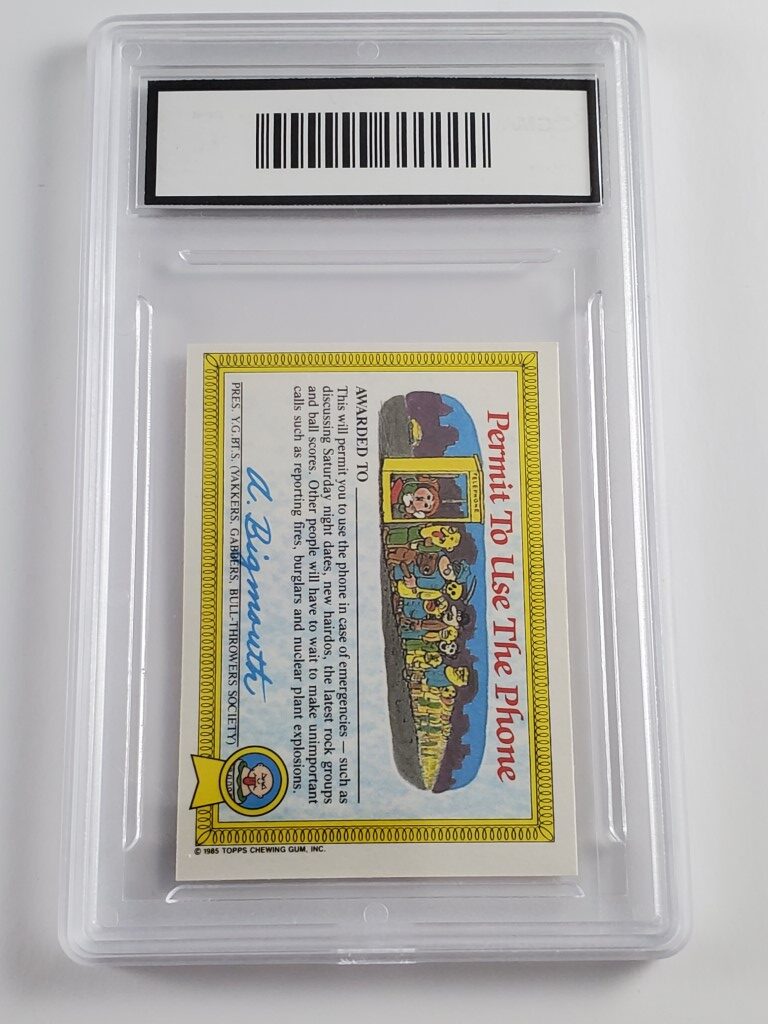 Permit To Use The Phone
TELEPHONE
AWARDED TO
This will permit you to use the phone in case of emergencies — such as
discussing Saturday night dates, new hairdos, the latest rock groups
and ball scores. Other people will have to wait to make unimportant
calls such as reporting fires, burglars and nuclear plant explosions.
A. Bigmouth
PRES. Y.G.B.T.S. (YAKKERS, GABBERS, BULL-THROWERS SOCIETY)
© 1985 TOPPS CHEWING GUM, INC.